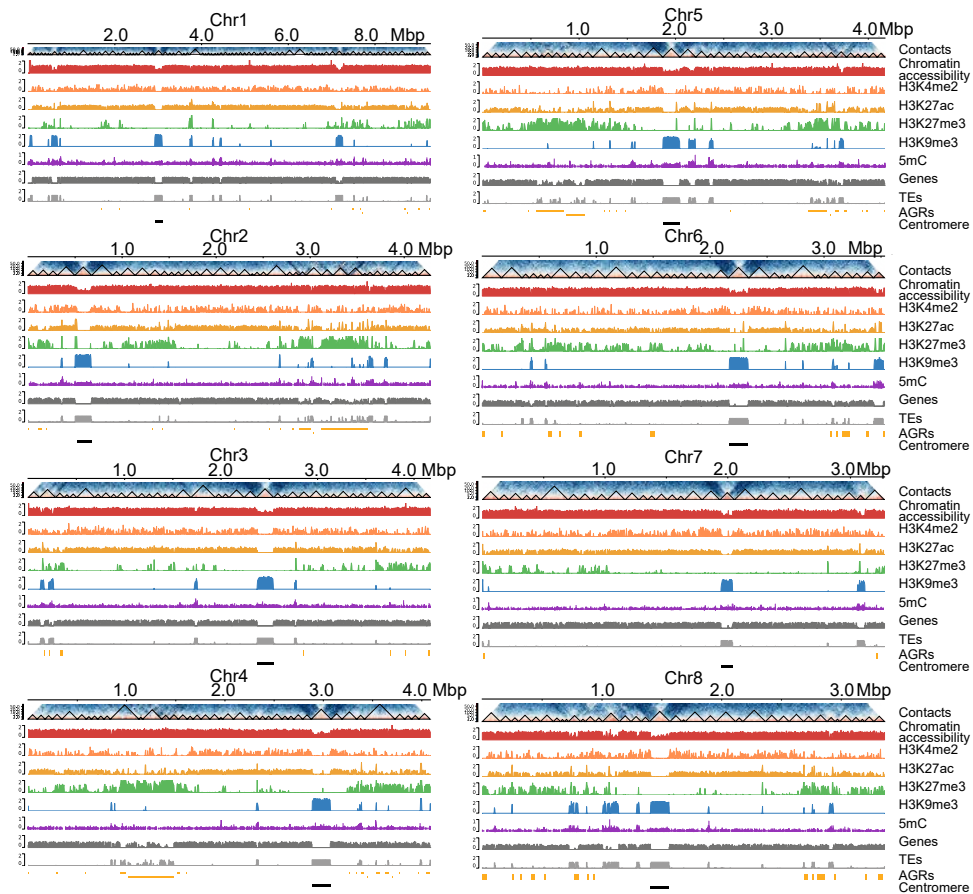 Chr1
2.0 4.0 6.0 8.0 Mbp
Chr5
1.0 2.0 3.0 4.0 Mbp
Contacts
Chromatin
accessibility
H3K4me2
H3K27ac
H3K27me3
H3K9me3
5mC
Genes
TEs
AGRs
Centromere
Chr2
1.0 2.0 3.0 4.0 Mbp
Chr6
1.0 2.0 3.0 Mbp
Contacts
Chromatin
accessibility
H3K4me2
H3K27ac
H3K27me3
H3K9me3
5mC
Genes
TEs
AGRs
Centromere
Chr3
1.0 2.0 3.0 4.0 Mbp
Chr7
1.0 2.0 3.0 Mbp
Contacts
Chromatin
accessibility
H3K4me2
H3K27ac
H3K27me3
H3K9me3
5mC
Genes
TEs
AGRs
Centromere
Chr4
1.0 2.0 3.0 4.0 Mbp
Chr8
1.0 2.0 3.0 Mbp
Contacts
Chromatin
accessibility
H3K4me2
H3K27ac
H3K27me3
H3K9me3
5mC
Genes
TEs
AGRs
Centromere